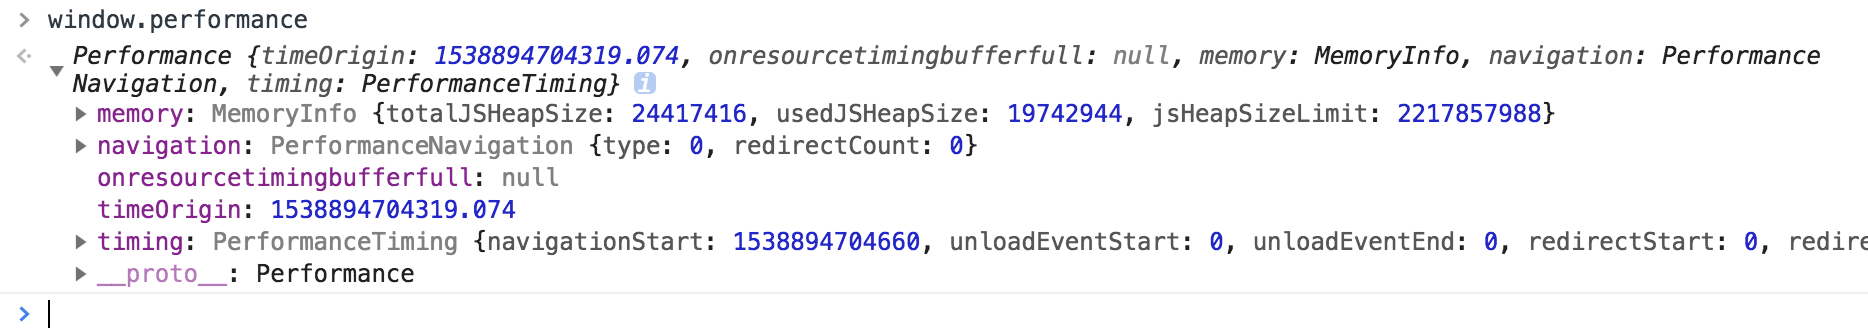 > window.performance
Performance {timeOrigin: 1538894704319.074, onresourcetimingbufferfull: null, memory: MemoryInfo, navigation: Performance
Navigation, timing: PerformanceTiming} i
memory: MemoryInfo {totalJSHeapSize: 24417416, usedJSHeapSize: 19742944, jsHeapSizeLimit: 2217857988}
navigation: PerformanceNavigation {type: 0, redirectCount: 0}
onresourcetimingbufferfull: null
timeOrigin: 1538894704319.074
timing: PerformanceTiming {navigationStart: 1538894704660, unloadEventStart: 0, unloadEventEnd: 0, redirectStart: 0, redire
__proto__: Performance
>